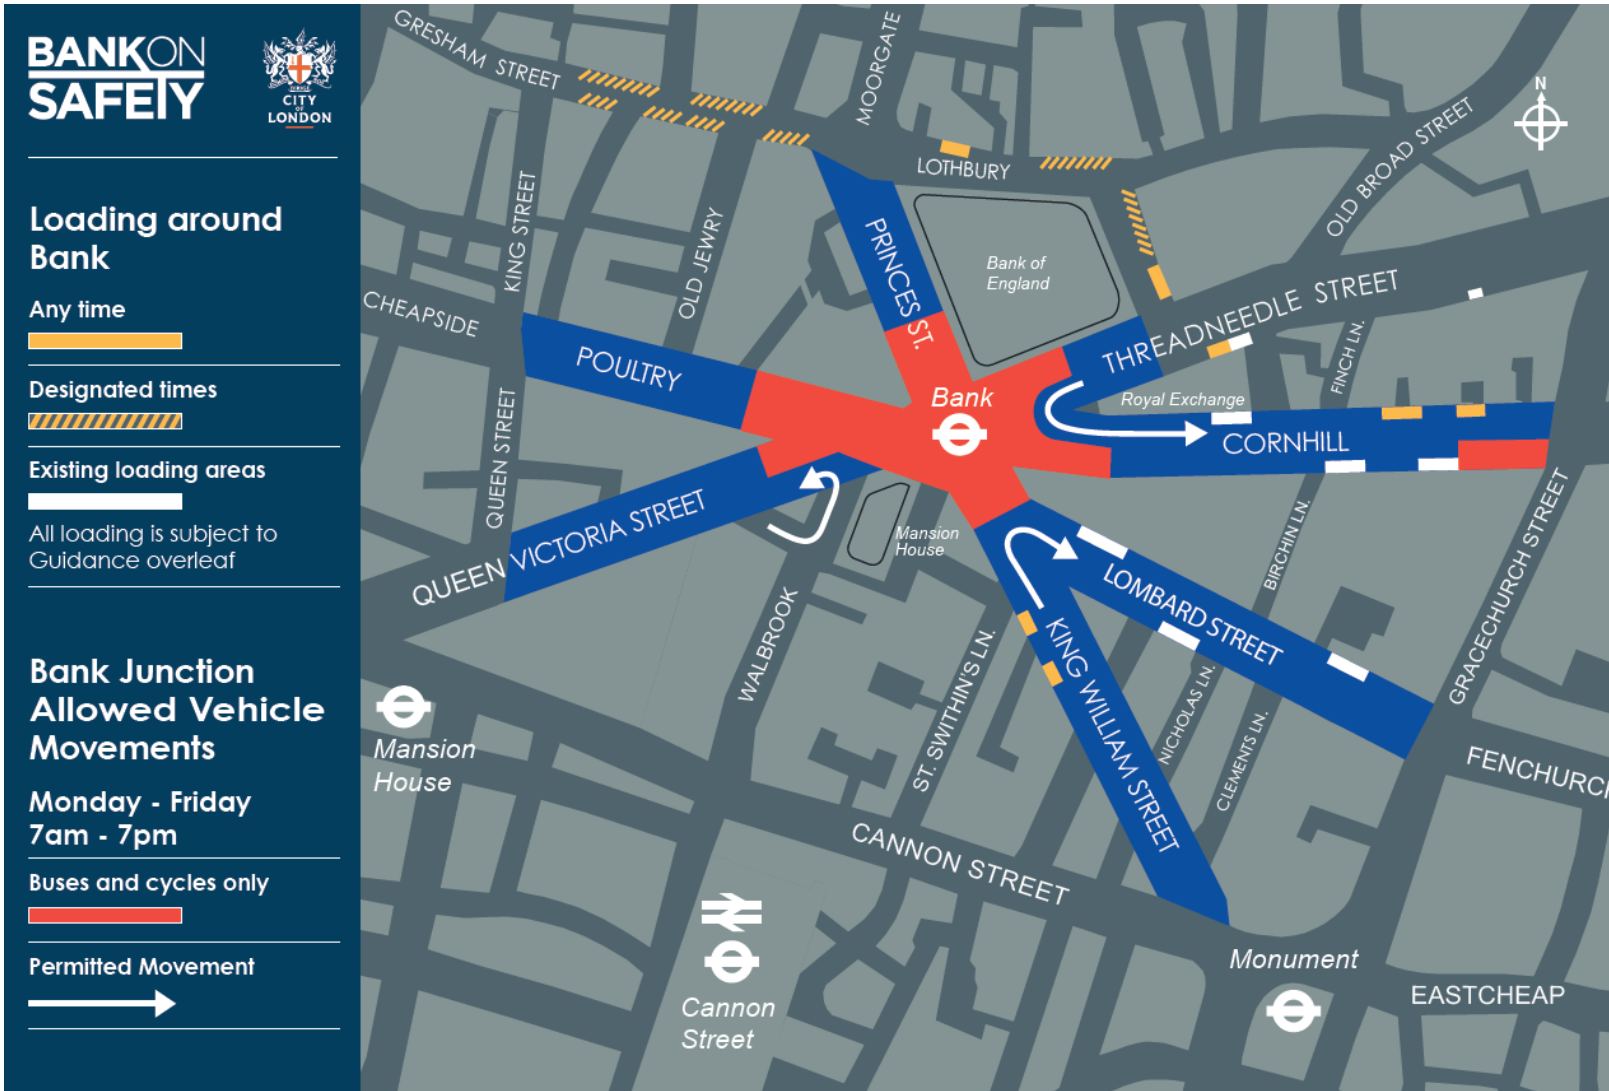 BANK ON
SAFETY
CITY
OF
LONDON
Loading around
Bank
Any time
Designated times
Existing loading areas
All loading is subject to
Guidance overleaf
Bank Junction
Allowed Vehicle
Movements
Monday - Friday
7am - 7pm
Buses and cycles only
Permitted Movement
GRESHAM STREET
MOORGATE
N
LOTHBURY
OLD BROAD STREET
KING STREET
OLD JEWRY
PRINCES ST.
Bank of
England
THREADNEEDLE STREET
CHEAPSIDE
POULTRY
FINCH LN.
Bank
Royal Exchange
CORNHILL
QUEEN STREET
QUEEN VICTORIA STREET
Mansion
House
BIRCHIN LN.
GRACECHURCH STREET
LOMBARD STREET
WALBROOK
ST. SWITHIN'S LN.
KING WILLIAM STREET
NICHOLAS LN.
CLEMENTS LN.
Mansion
House
FENCHURC
CANNON STREET
Cannon
Street
Monument
EASTCHEAP